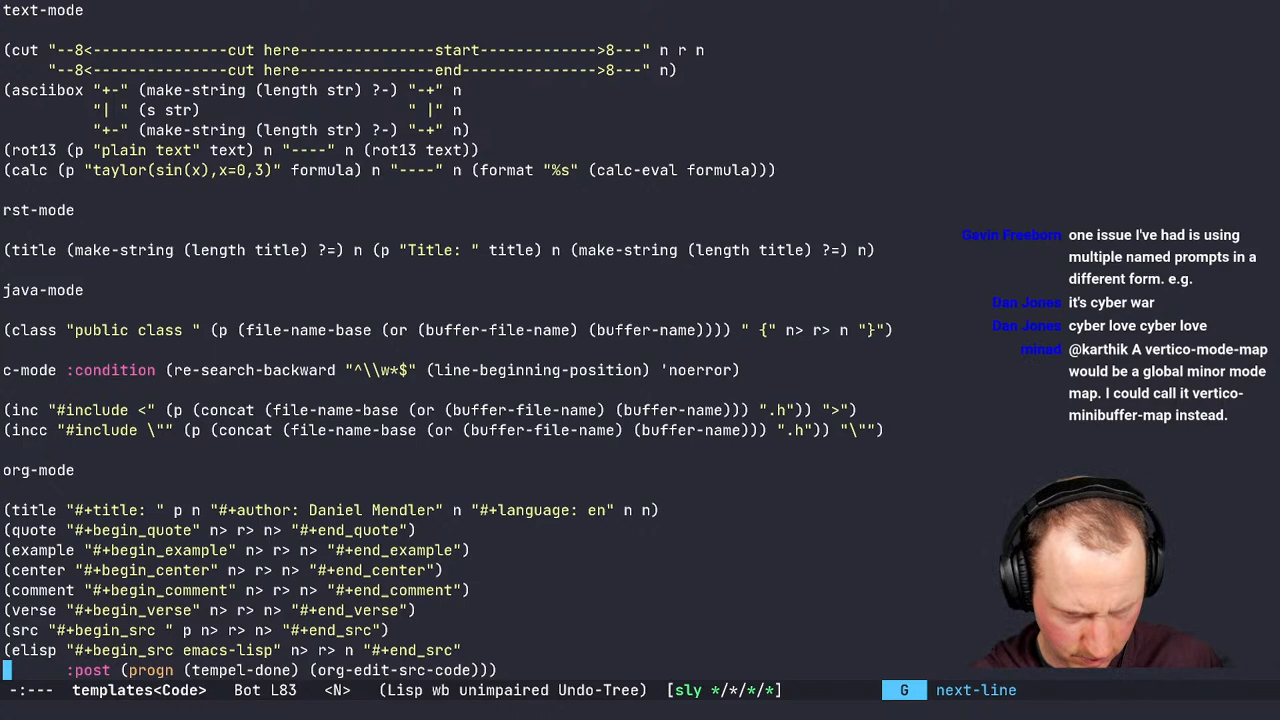 text-mode
(cut "--8<---------------cut here---------------start------------->8---" n r n
"--8<---------------cut here---------------end--------------->8---" n)
(asciibox "+-" (make-string (length str) ?-) "-+" n
"| " (s str) " |" n
"+-" (make-string (length str) ?-) "-+" n)
(rot13 (p "plain text" text) n "----" n (rot13 text))
(calc (p "taylor(sin(x),x=0,3)" formula) n "----" n (format "%s" (calc-eval formula)))
rst-mode
(title (make-string (length title) ?=) n (p "Title: " title) n (make-string (length title) ?=) n)
java-mode
(class "public class " (p (file-name-base (or (buffer-file-name) (buffer-name)))) " {" n> r> n "}")
c-mode :condition (re-search-backward "^\\w*$" (line-beginning-position) 'noerror)
(inc "#include <" (p (concat (file-name-base (or (buffer-file-name) (buffer-name))) ".h")) ">")
(incc "#include \"" (p (concat (file-name-base (or (buffer-file-name) (buffer-name))) ".h")) "\"")
org-mode
(title "#+title: " p n "#+author: Daniel Mendler" n "#+language: en" n n)
(quote "#+begin_quote" n> r> n> "#+end_quote")
(example "#+begin_example" n> r> n> "#+end_example")
(center "#+begin_center" n> r> n> "#+end_center")
(comment "#+begin_comment" n> r> n> "#+end_comment")
(verse "#+begin_verse" n> r> n> "#+end_verse")
(src "#+begin_src " p n> r> n> "#+end_src")
(elisp "#+begin_src emacs-lisp" n> r> n "#+end_src"
:post (progn (tempel-done) (org-edit-src-code)))
-:--- templates<Code> Bot L83 <N> (Lisp wb unimpaired Undo-Tree) [sly */*/*/*] G next-line
Gavin Freeborn one issue I've had is using
multiple named prompts in a
different form. e.g.
Dan Jones it's cyber war
Dan Jones cyber love cyber love
minad @karthik A vertico-mode-map
would be a global minor mode
map. I could call it vertico-
minibuffer-map instead.